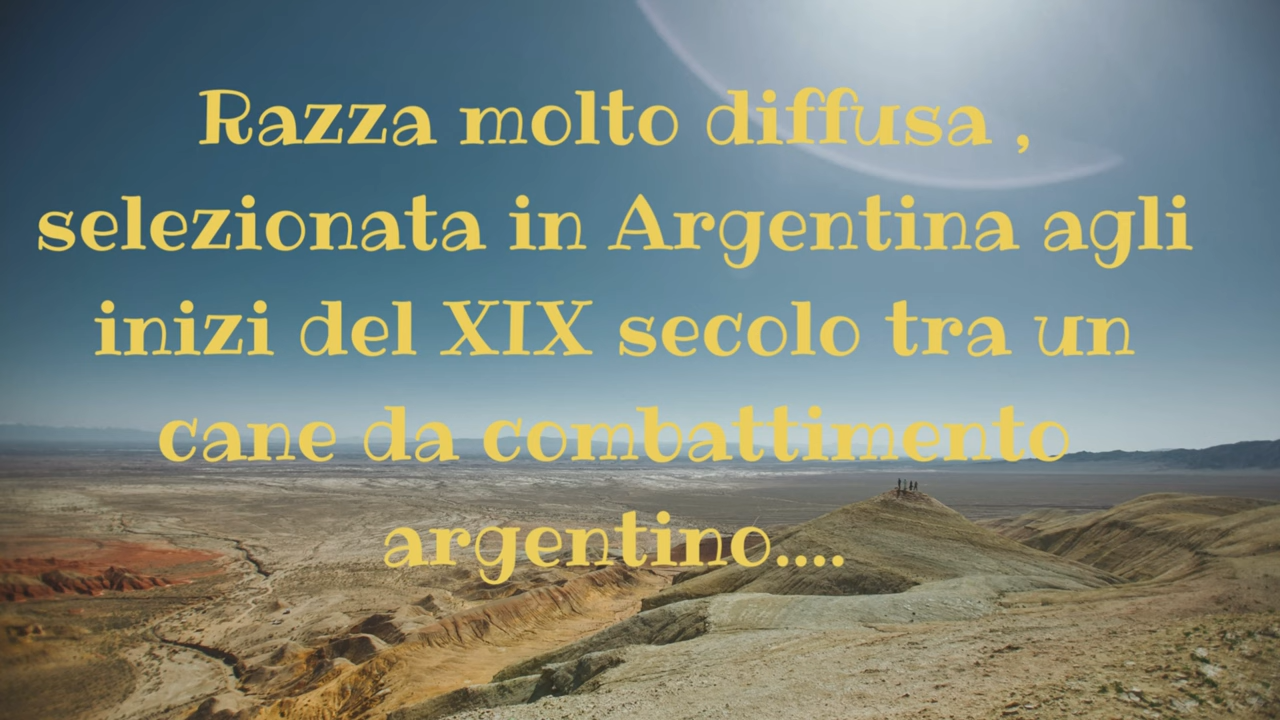 Razza molto diffusa ,
selezionata in Argentina agli
inizi del XIX secolo tra un
cane da combattimento
argentino....